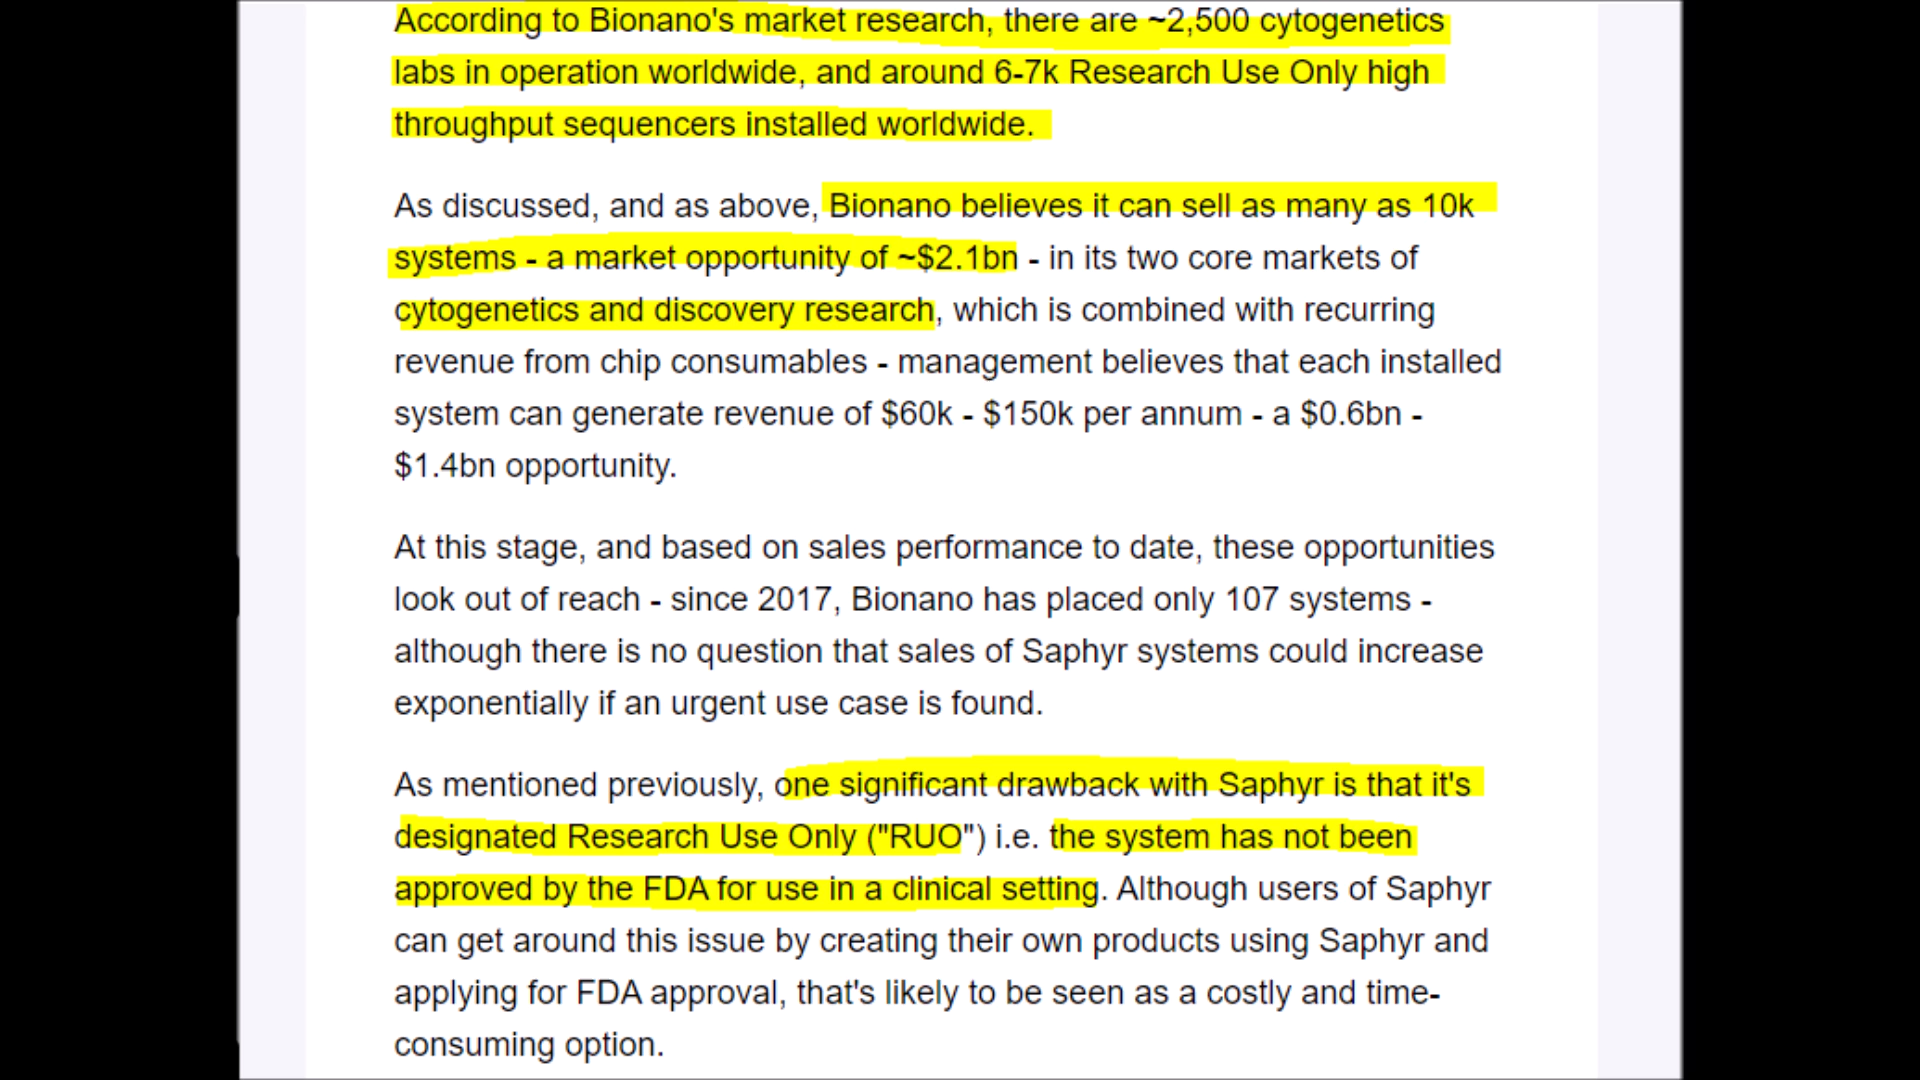 According to Bionano's market research, there are ~2,500 cytogenetics
labs in operation worldwide, and around 6-7k Research Use Only high
throughput sequencers installed worldwide.
As discussed, and as above, Bionano believes it can sell as many as 10k
systems - a market opportunity of ~$2.1bn - in its two core markets of
cytogenetics and discovery research, which is combined with recurring
revenue from chip consumables - management believes that each installed
system can generate revenue of $60k - $150k per annum - a $0.6bn -
$1.4bn opportunity.
At this stage, and based on sales performance to date, these opportunities
look out of reach - since 2017, Bionano has placed only 107 systems -
although there is no question that sales of Saphyr systems could increase
exponentially if an urgent use case is found.
As mentioned previously, one significant drawback with Saphyr is that it's
designated Research Use Only ("RUO") i.e. the system has not been
approved by the FDA for use in a clinical setting. Although users of Saphyr
can get around this issue by creating their own products using Saphyr and
applying for FDA approval, that's likely to be seen as a costly and time-
consuming option.